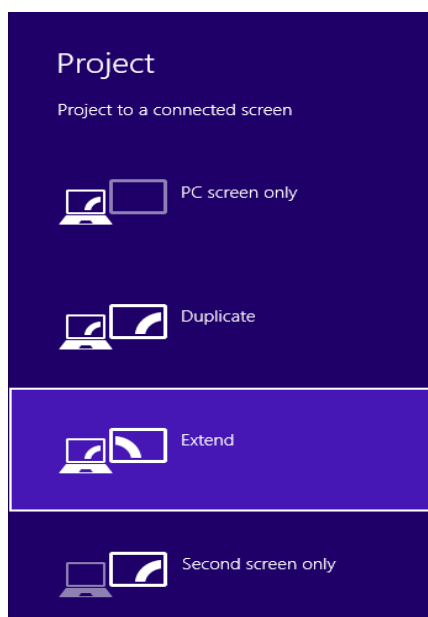 Project
Project to a connected screen
PC screen only
Duplicate
Extend
Second screen only